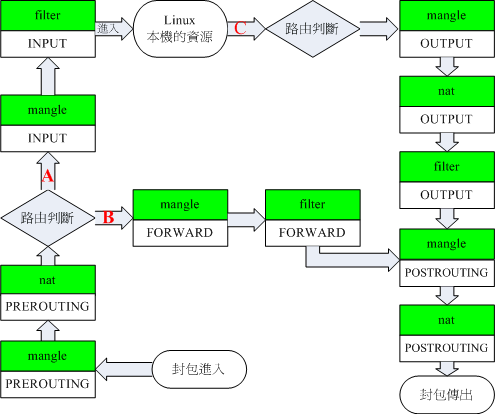 filter
INPUT
進入
Linux
本機的資源
C
路由判斷
mangle
OUTPUT
mangle
INPUT
nat
OUTPUT
A
路由判斷
B
mangle
FORWARD
filter
FORWARD
filter
OUTPUT
mangle
POSTROUTING
nat
PREROUTING
nat
POSTROUTING
mangle
PREROUTING
封包進入
封包傳出